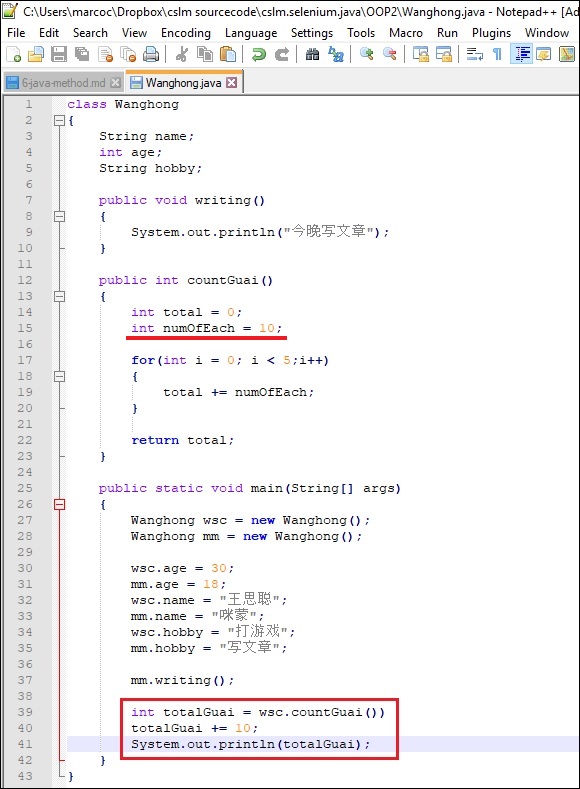 C:\Users\marcoc\Dropbox\cslm sourcecode\cslm.selenium.java\OOP2\Wanghong.java - Notepad++ [Ad
File Edit Search View Encoding Language Settings Tools Macro Run Plugins Window
6-java-method.md Wanghong.java
1 class Wanghong
2 {
3 String name;
4 int age;
5 String hobby;
6
7 public void writing()
8 {
9 System.out.println("今晚写文章");
10 }
11
12 public int countGuai()
13 {
14 int total = 0;
15 int numOfEach = 10;
16
17 for(int i = 0; i < 5;i++)
18 {
19 total += numOfEach;
20 }
21
22 return total;
23 }
24
25 public static void main(String[] args)
26 {
27 Wanghong wsc = new Wanghong();
28 Wanghong mm = new Wanghong();
29
30 wsc.age = 30;
31 mm.age = 18;
32 wsc.name = "王思聪";
33 mm.name = "咪蒙";
34 wsc.hobby = "打游戏";
35 mm.hobby = "写文章";
36
37 mm.writing();
38
39 int totalGuai = wsc.countGuai())
40 totalGuai += 10;
41 System.out.println(totalGuai);
42 }
43 }